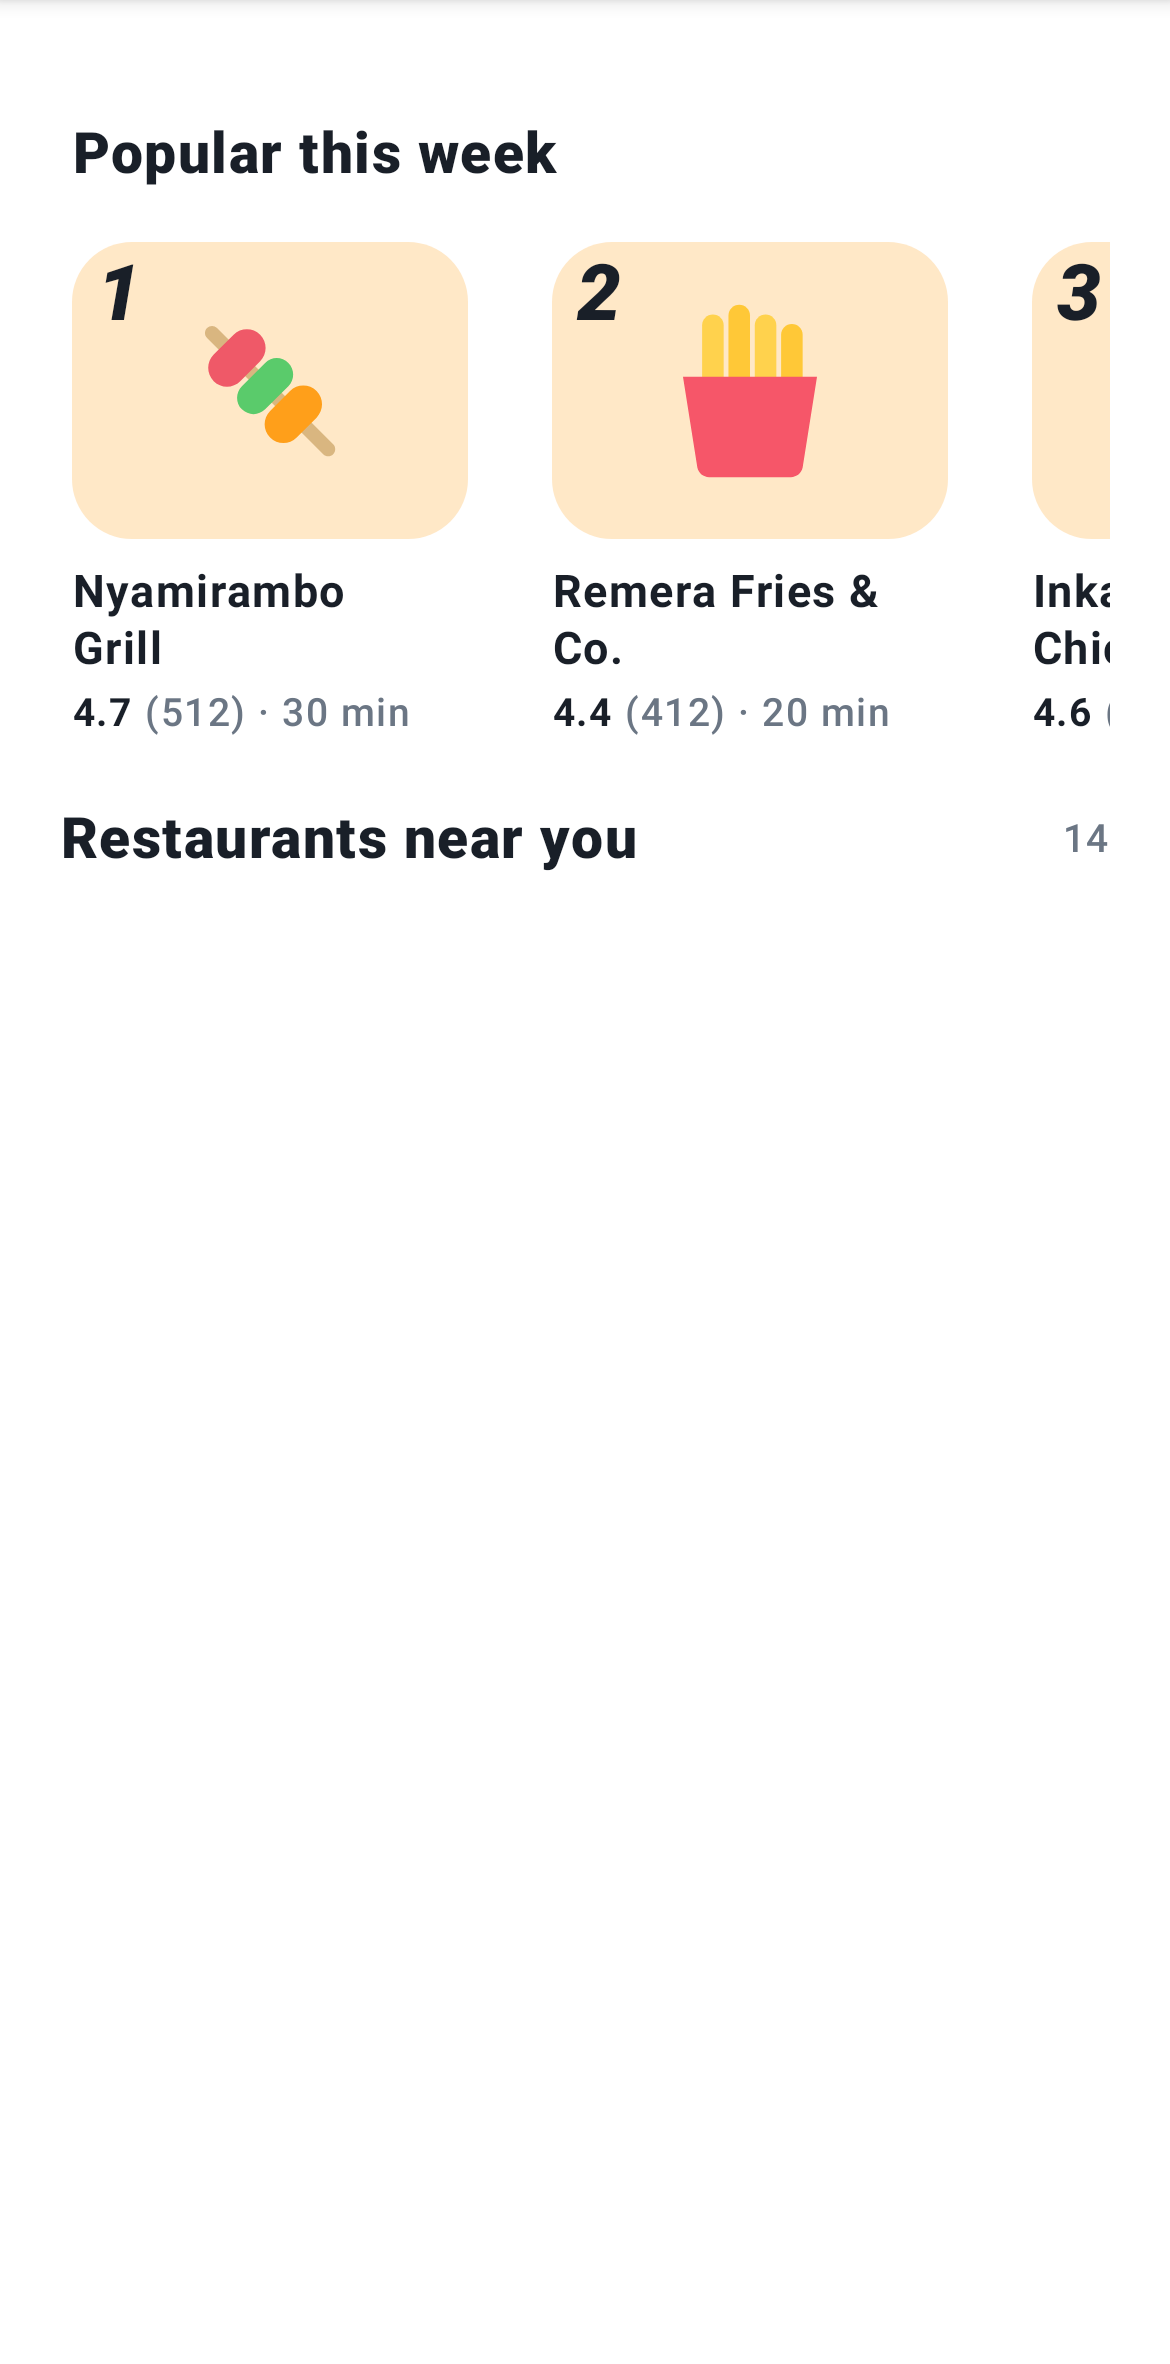 Popular this week
1
2
3
Nyamirambo
Grill
4.7 (512) · 30 min
Remera Fries &
Co.
4.4 (412) · 20 min
4.6
Restaurants near you
14